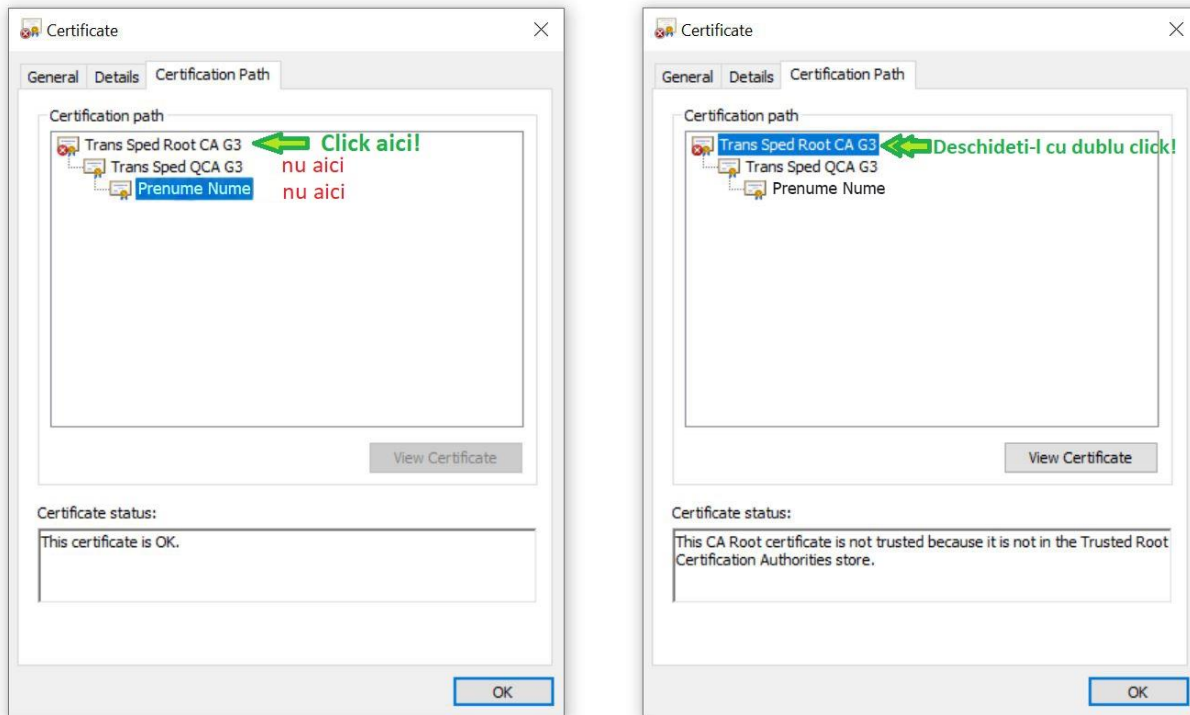 Certificate
General Details Certification Path
Certification path
Trans Sped Root CA G3 Click aici!
Trans Sped QCA G3 nu aici
Prenume Nume nu aici
View Certificate
Certificate status:
This certificate is OK.
OK
Certificate
General Details Certification Path
Certification path
Trans Sped Root CA G3 Deschideti-l cu dublu click!
Trans Sped QCA G3
Prenume Nume
View Certificate
Certificate status:
This CA Root certificate is not trusted because it is not in the Trusted Root
Certification Authorities store.
OK